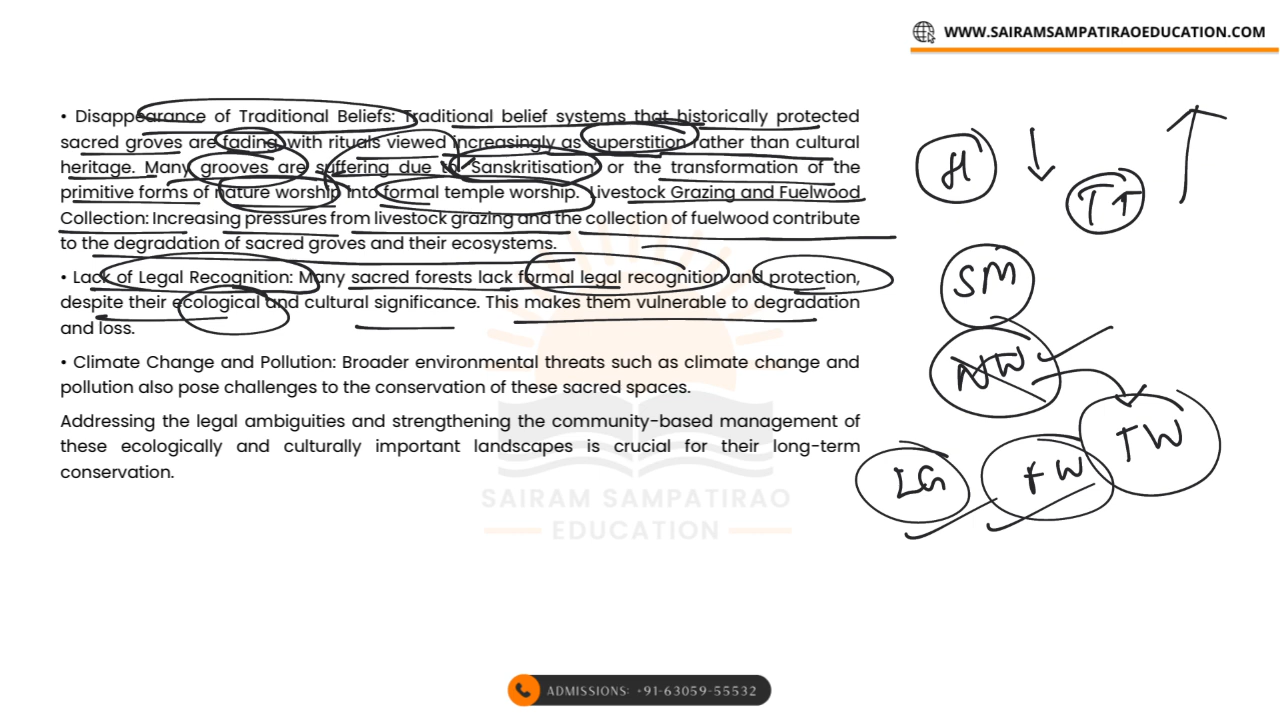 WWW.SAIRAMSAMPATIRAOEDUCATION.COM
• Disappearance of Traditional Beliefs: Traditional belief systems that historically protected
sacred groves are fading with rituals viewed increasingly as superstition rather than cultural
heritage. Many grooves are suffering due to Sanskritisation or the transformation of the
primitive forms of nature worship into formal temple worship. Livestock Grazing and Fuelwood
Collection: Increasing pressures from livestock grazing and the collection of fuelwood contribute
to the degradation of sacred groves and their ecosystems.
• Lack of Legal Recognition: Many sacred forests lack formal legal recognition and protection,
despite their ecological and cultural significance. This makes them vulnerable to degradation
and loss.
• Climate Change and Pollution: Broader environmental threats such as climate change and
pollution also pose challenges to the conservation of these sacred spaces.
Addressing the legal ambiguities and strengthening the community-based management of
these ecologically and culturally important landscapes is crucial for their long-term
conservation.
H
SM
NW
TW
LG
FW
SAIRAM SAMPATIRAO
EDUCATION
ADMISSIONS: +91-63059-55532